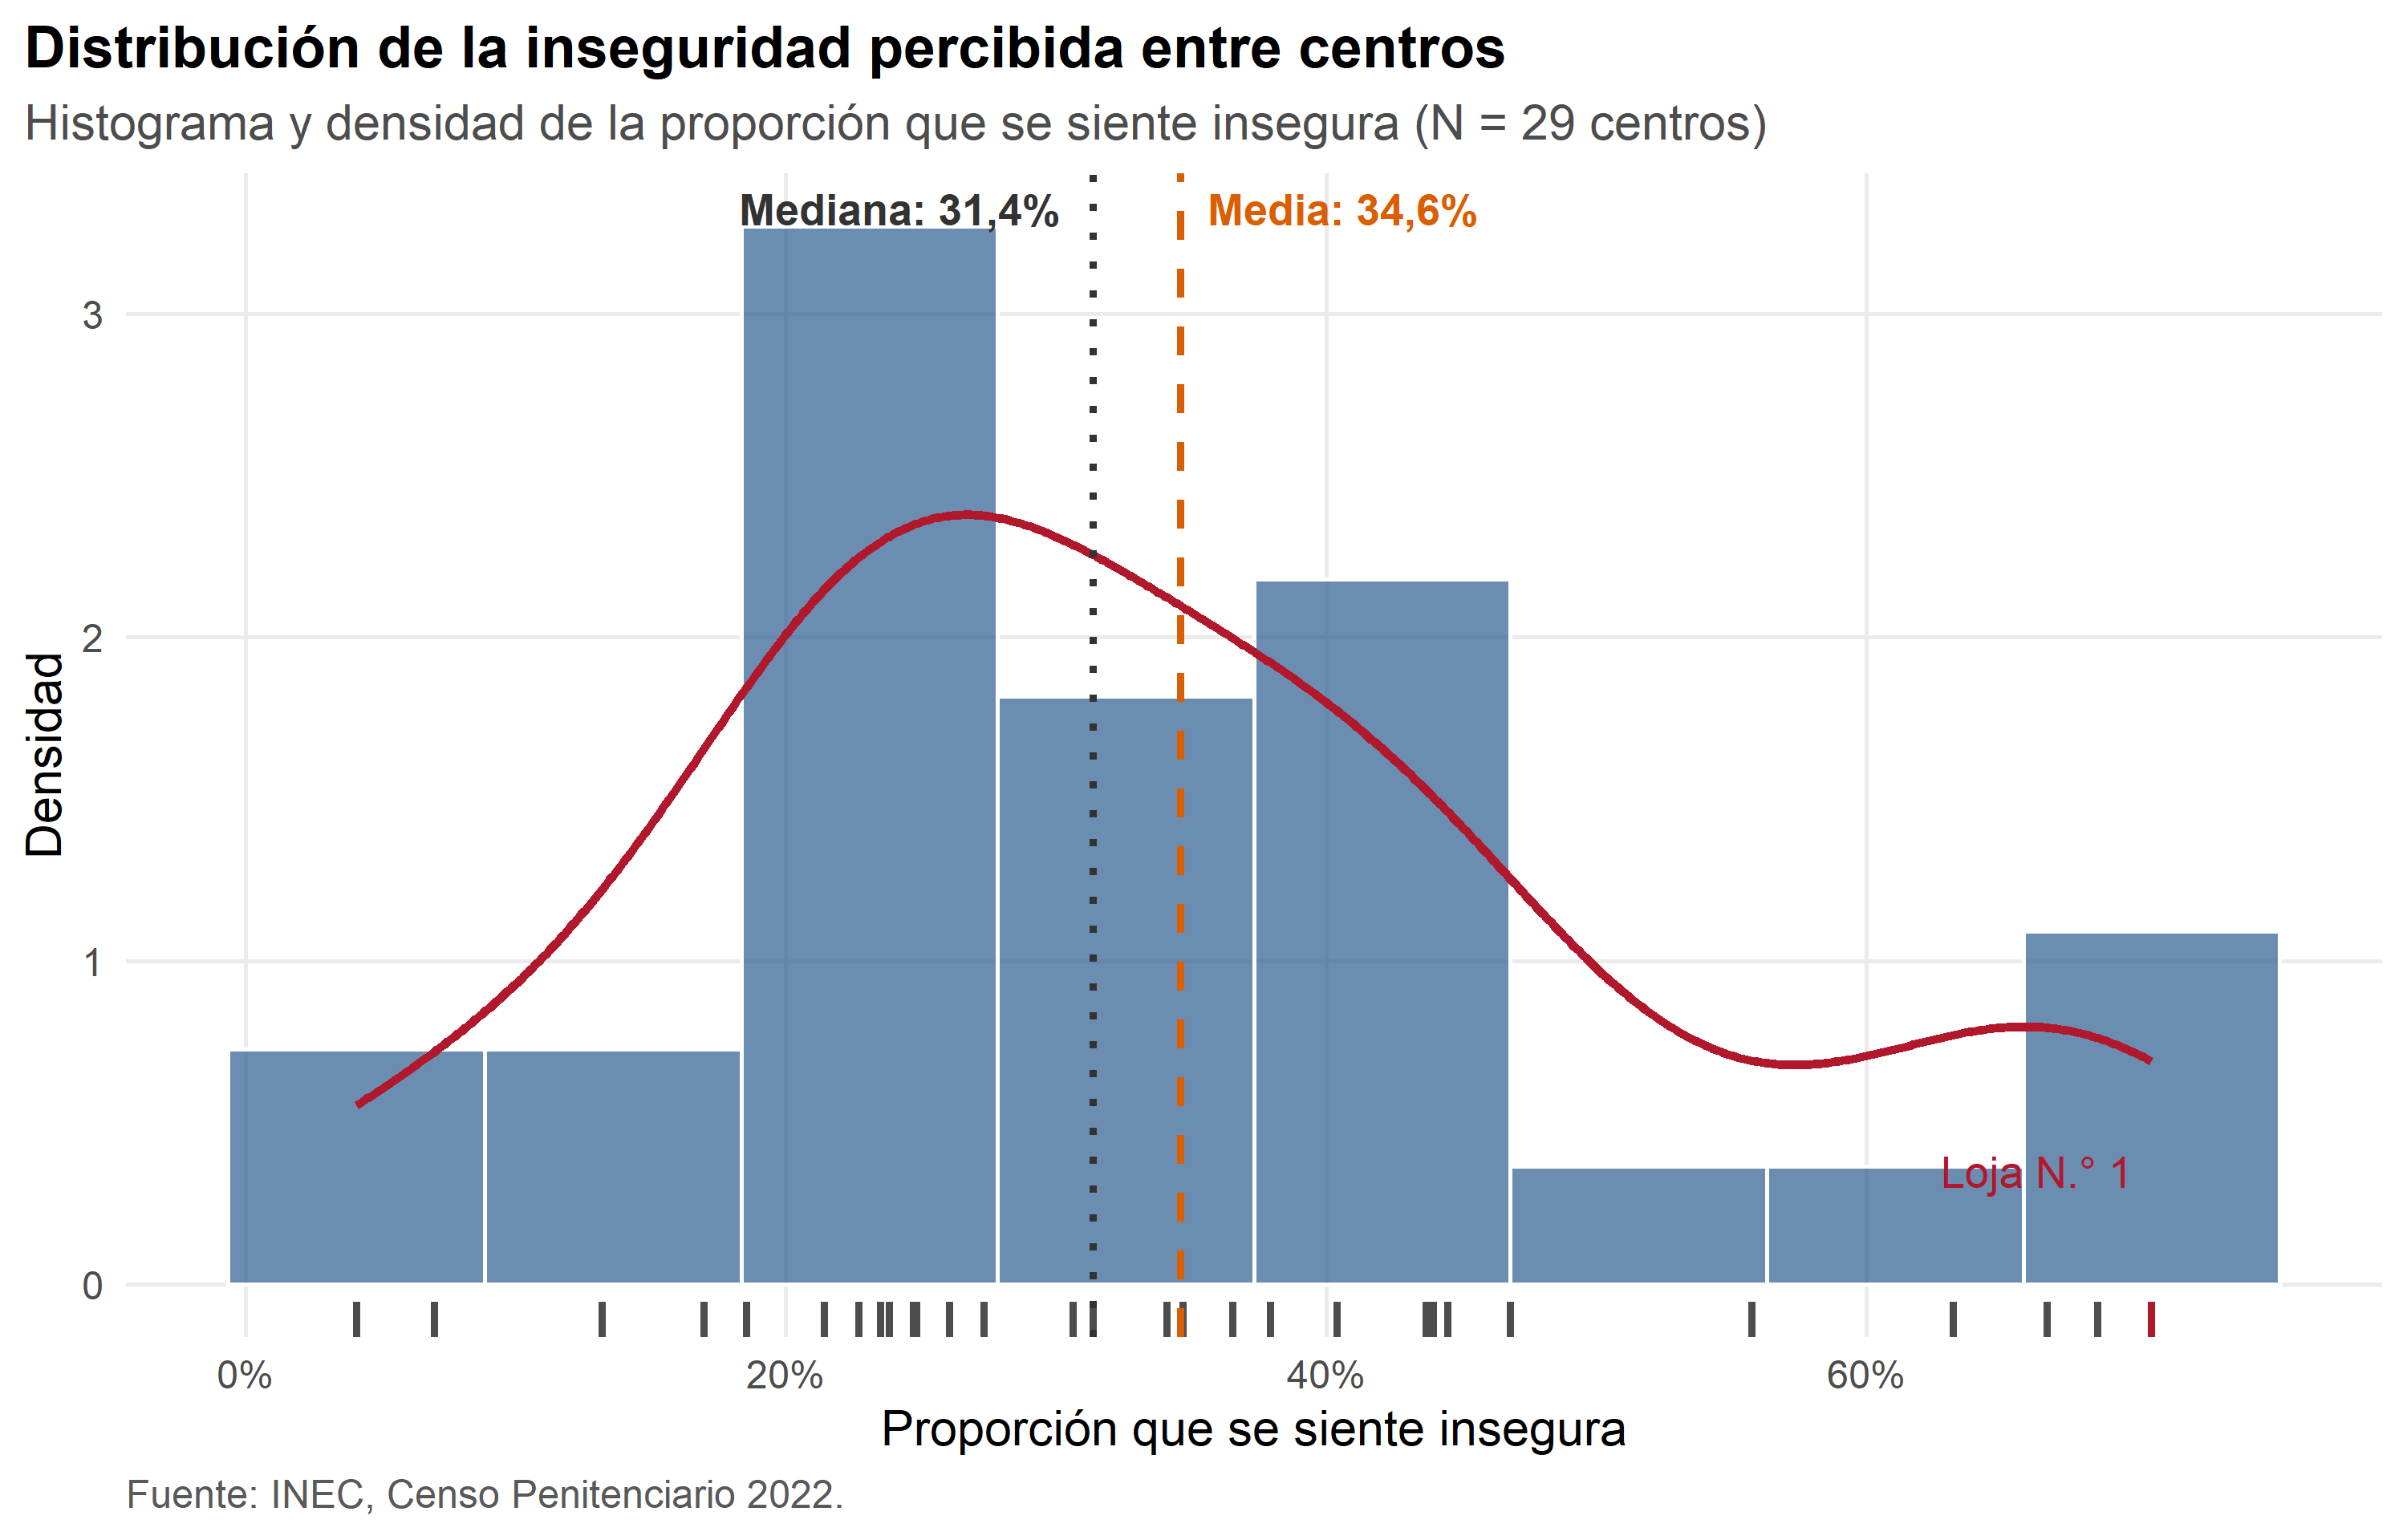 Distribución de la inseguridad percibida entre centros
Histograma y densidad de la proporción que se siente insegura (N = 29 centros)
Mediana: 31,4%
Media: 34,6%
3
2
1
0
Densidad
Loja N.° 1
0%
20%
40%
60%
Proporción que se siente insegura
Fuente: INEC, Censo Penitenciario 2022.